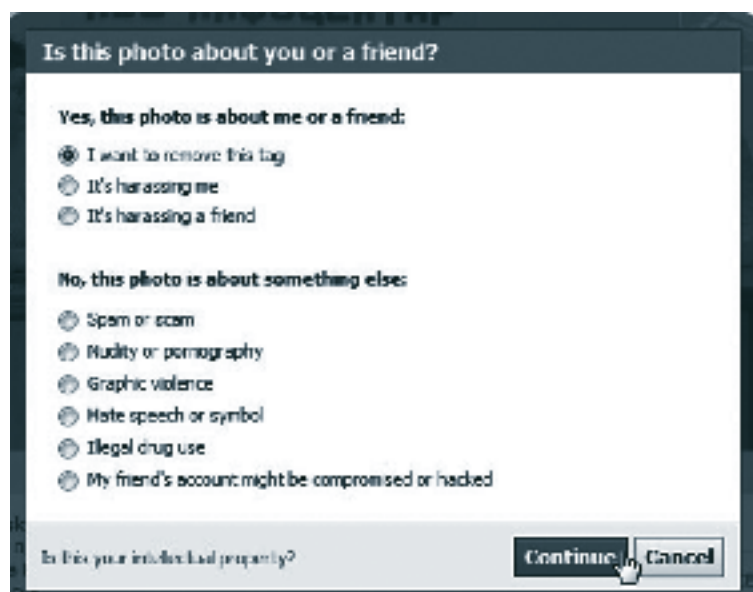 Is this photo about you or a friend?
Yes, this photo is about me or a friend:
I want to remove this tag
It's harassing me
It's harassing a friend
No, this photo is about something else:
Spam or scam
Nudity or pornography
Graphic violence
Hate speech or symbol
Illegal drug use
My friend's account might be compromised or hacked
Is this your intellectual property?
Continue Cancel